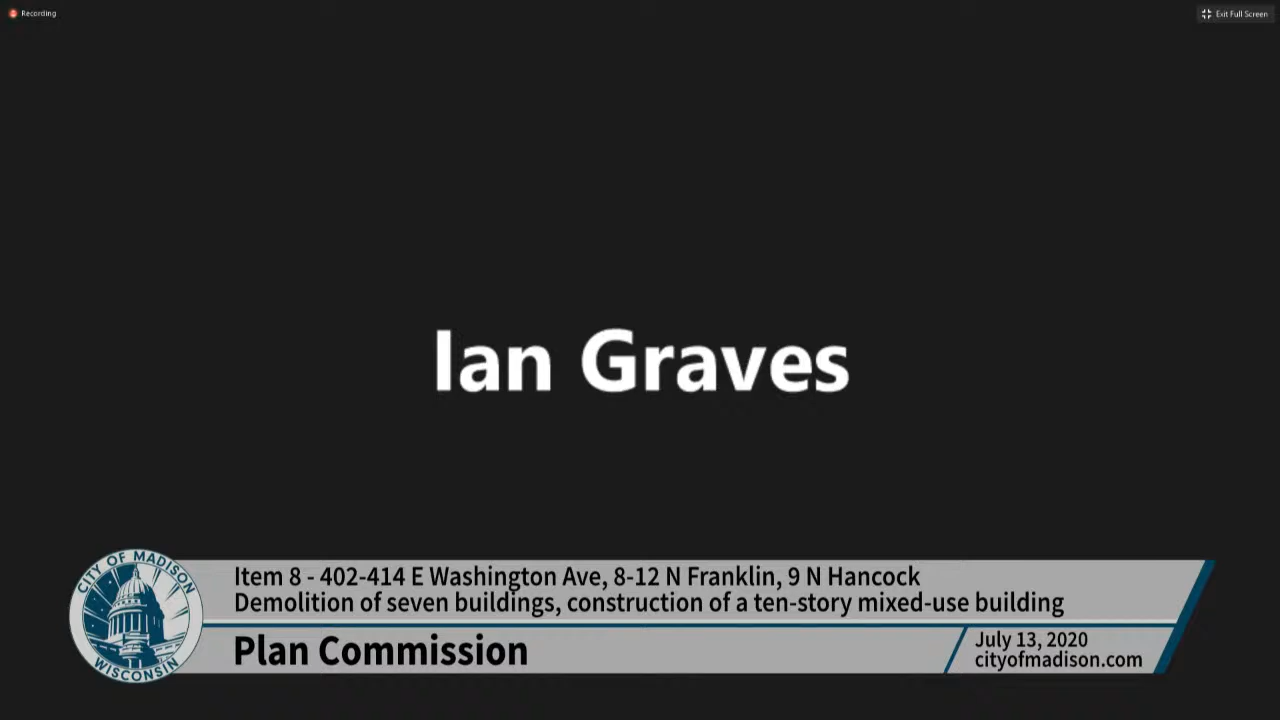 Recording
Exit Full Screen
Ian Graves
CITY OF MADISON
WISCONSIN
Item 8 - 402-414 E Washington Ave, 8-12 N Franklin, 9 N Hancock
Demolition of seven buildings, construction of a ten-story mixed-use building
Plan Commission
July 13, 2020
cityofmadison.com